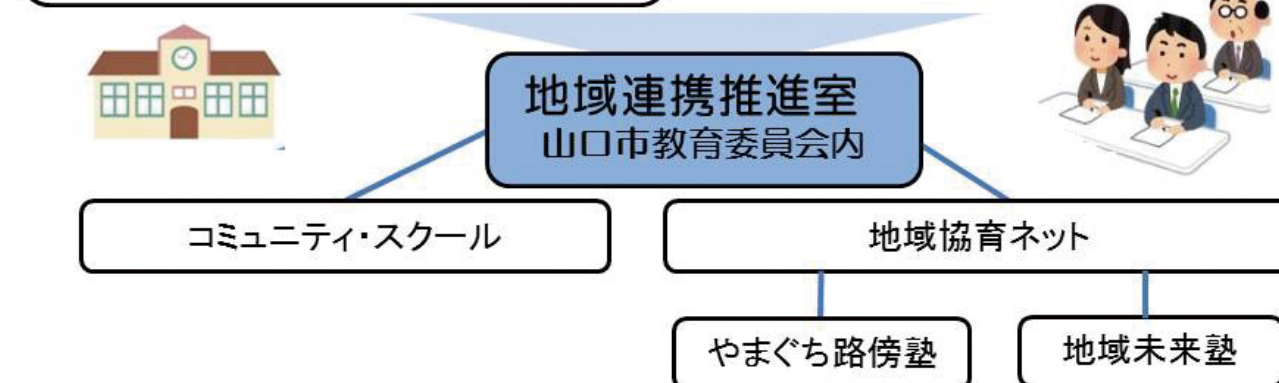 地域連携推進室
山口市教育委員会内
コミュニティ・スクール
地域協育ネット
やまぐち路傍塾
地域未来塾